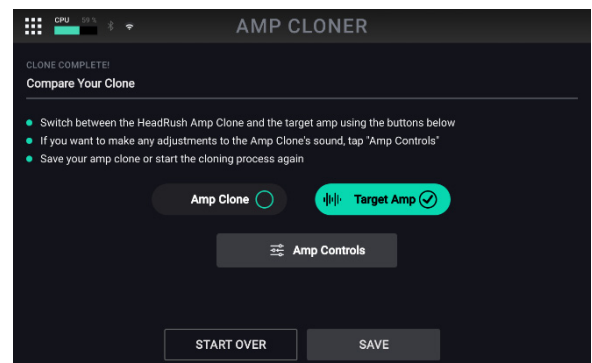 CPU 59 %
AMP CLONER
CLONE COMPLETE!
Compare Your Clone
Switch between the HeadRush Amp Clone and the target amp using the buttons below
If you want to make any adjustments to the Amp Clone's sound, tap "Amp Controls"
Save your amp clone or start the cloning process again
Amp Clone
Target Amp
Amp Controls
START OVER
SAVE